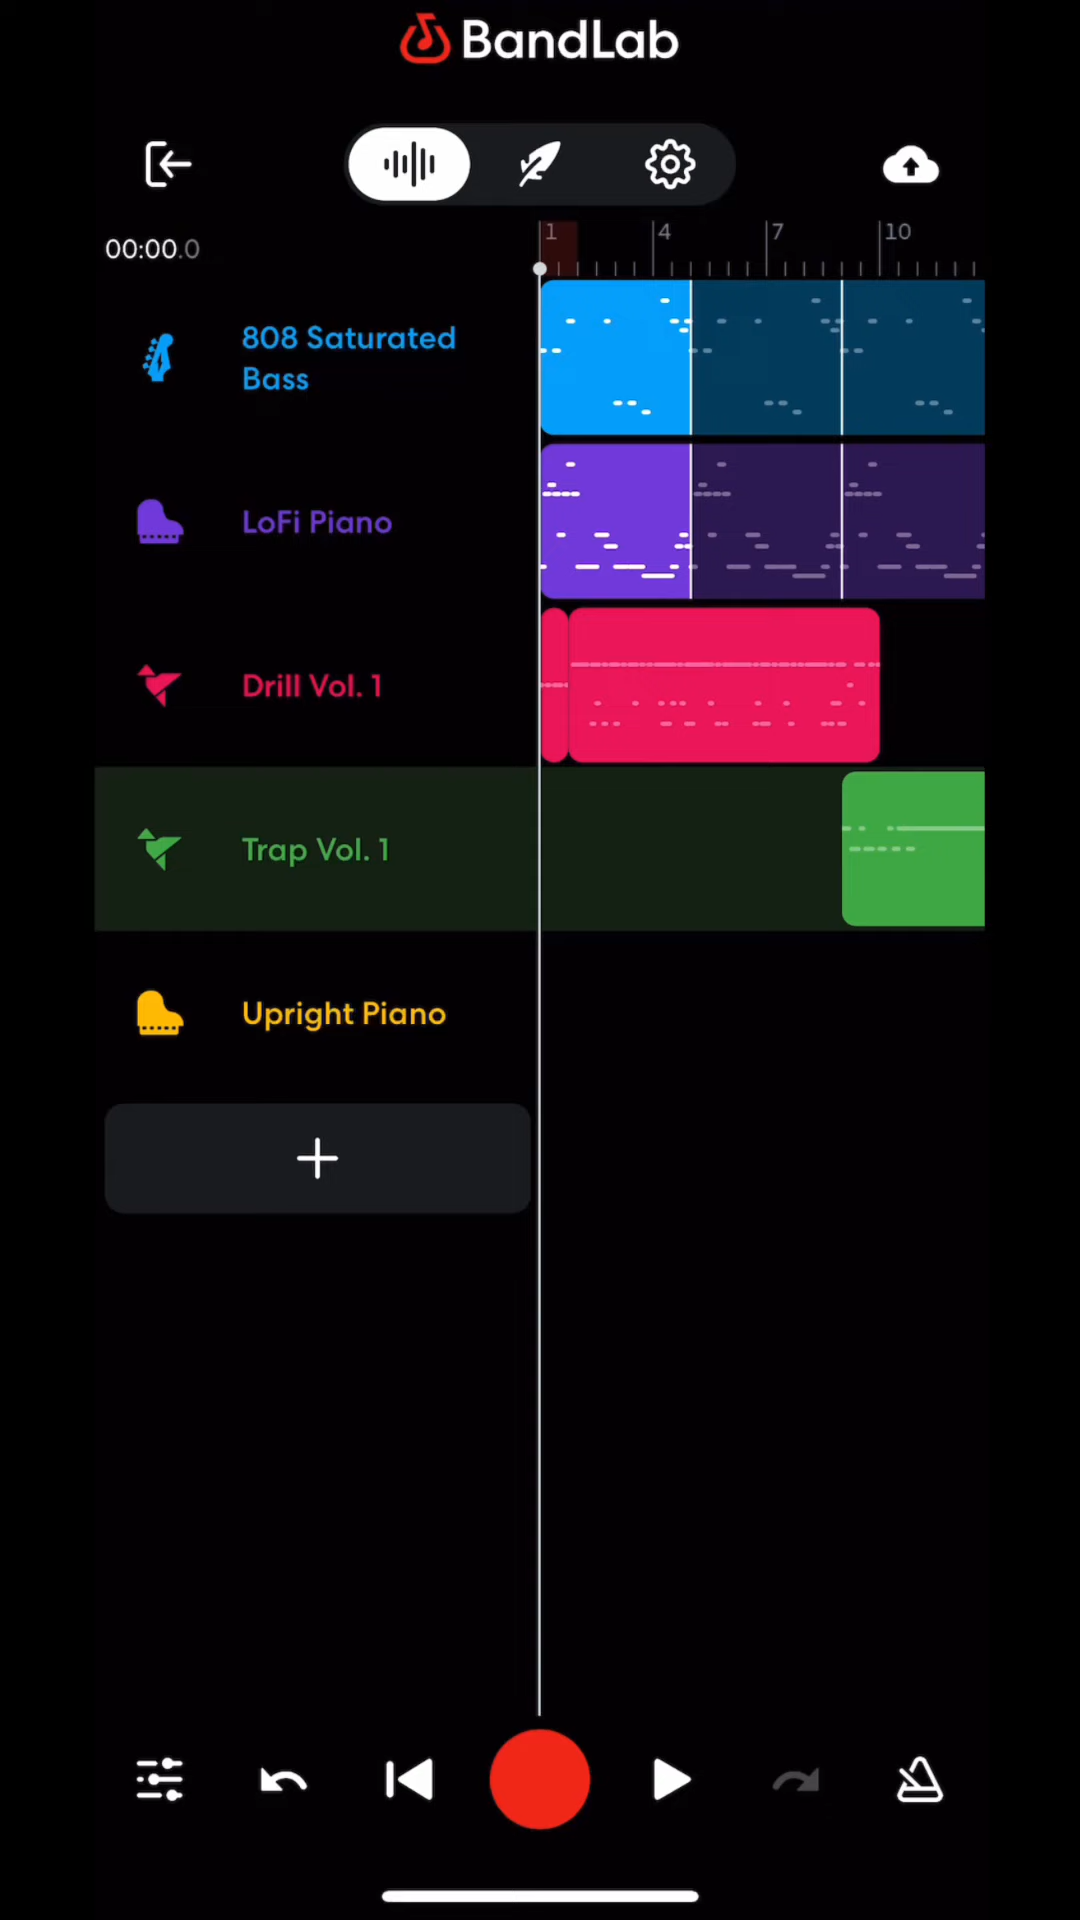 BandLab
00:00.0
1 4 7 10
808 Saturated
Bass
LoFi Piano
Drill Vol. 1
Trap Vol. 1
Upright Piano